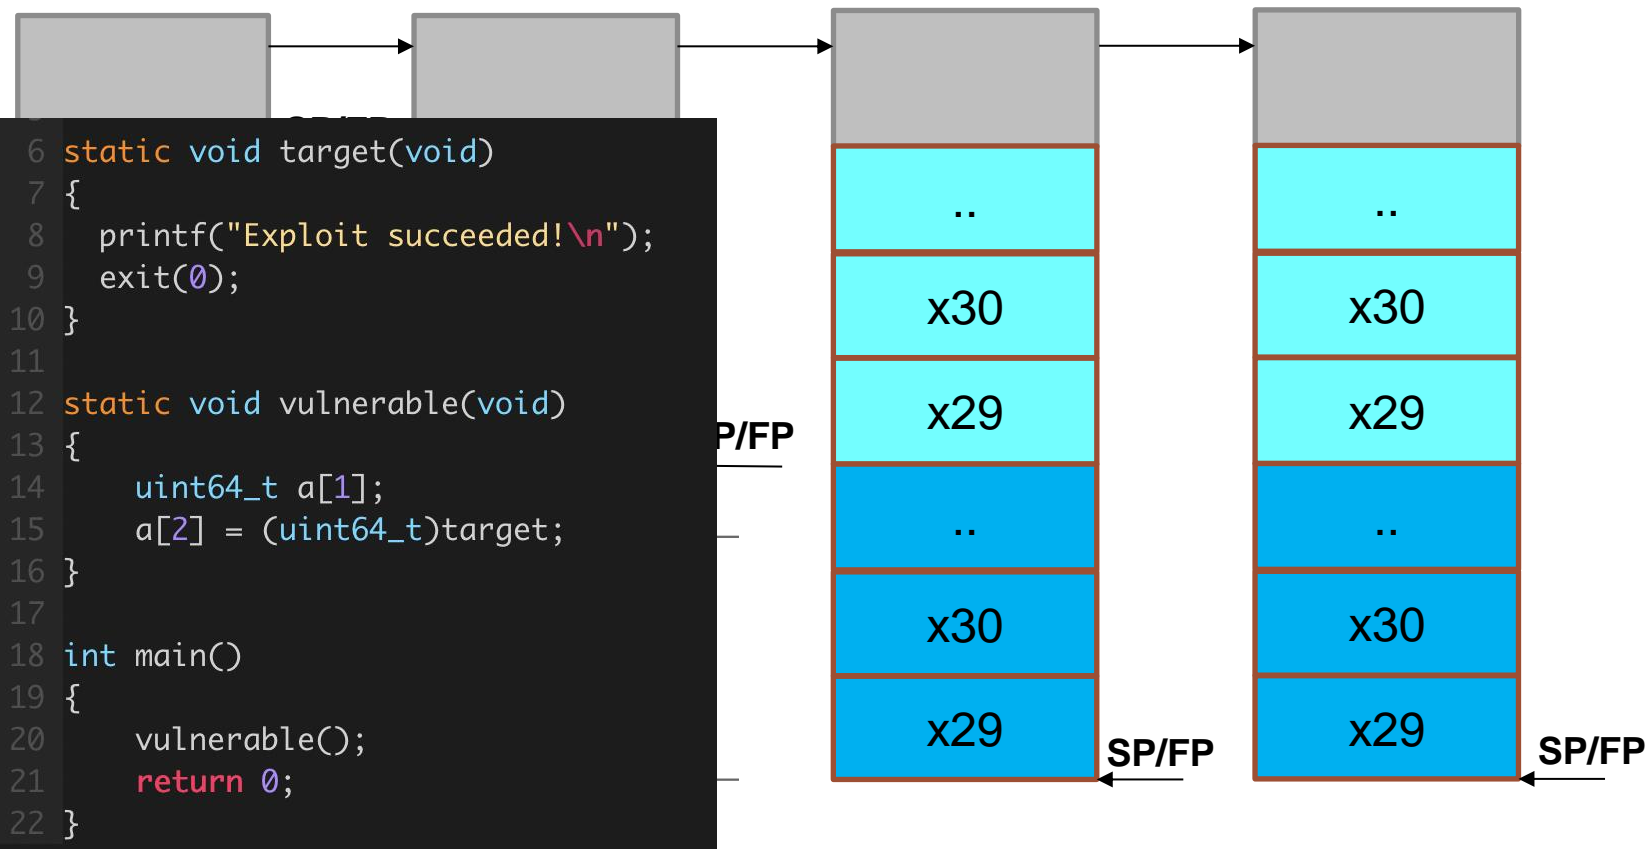 6 static void target(void)
7 {
8 printf("Exploit succeeded!\n");
9 exit(0);
10 }
11
12 static void vulnerable(void)
13 {
14 uint64_t a[1];
15 a[2] = (uint64_t)target;
16 }
17
18 int main()
19 {
20 vulnerable();
21 return 0;
22 }
P/FP
..
x30
x29
..
x30
x29
SP/FP
..
x30
x29
..
x30
x29
SP/FP